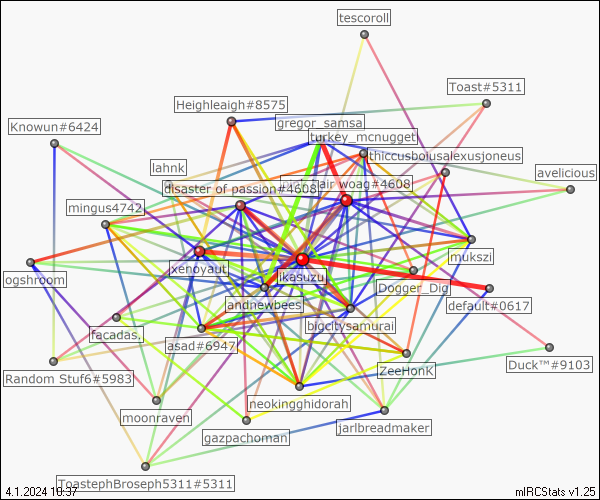 tescoroll
Toast#5311
Heighleaigh#8575
gregor_samsa
Knowun#6424
turkey_mcnugget
thiccusboiusalexusjoneus
lahnk
avelicious
disaster of passion#4608
air woag#4608
mingus4742
mukszi
xenoyaut
ikasuzu
ogshroom
Dogger_Dig
default#0617
andnewbees
bigcitysamurai
facadas,
asad#6947
Duck™#9103
ZeeHonK
Random Stuf6#5983
neokingghidorah
moonraven
jarlbreadmaker
gazpachoman
ToastephBroseph5311#5311
4.1.2024 10:37
mIRCStats v1.25